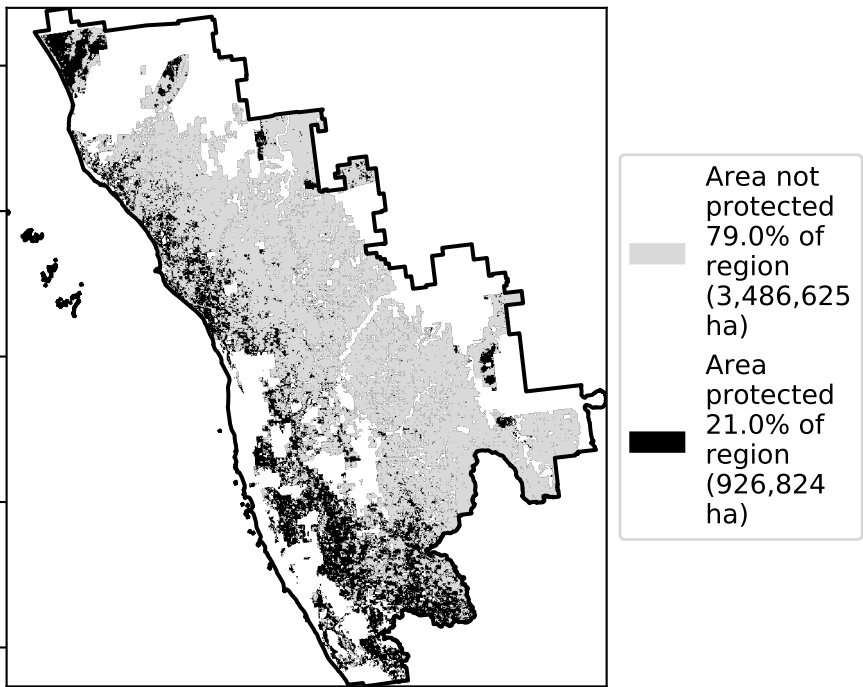 Area not
protected
79.0% of
region
(3,486,625
ha)
Area
protected
21.0% of
region
(926,824
ha)